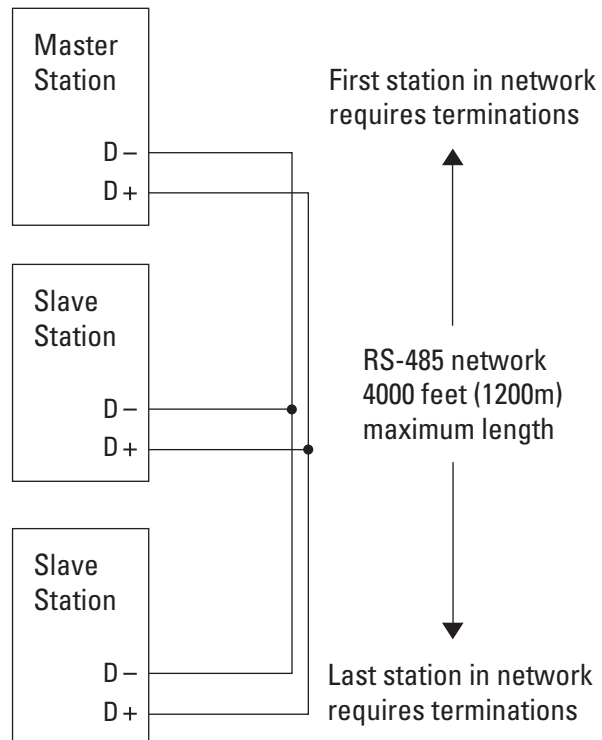 Master
Station
D –
D +
First station in network
requires terminations
Slave
Station
D –
D +
RS-485 network
4000 feet (1200m)
maximum length
Slave
Station
D –
D +
Last station in network
requires terminations